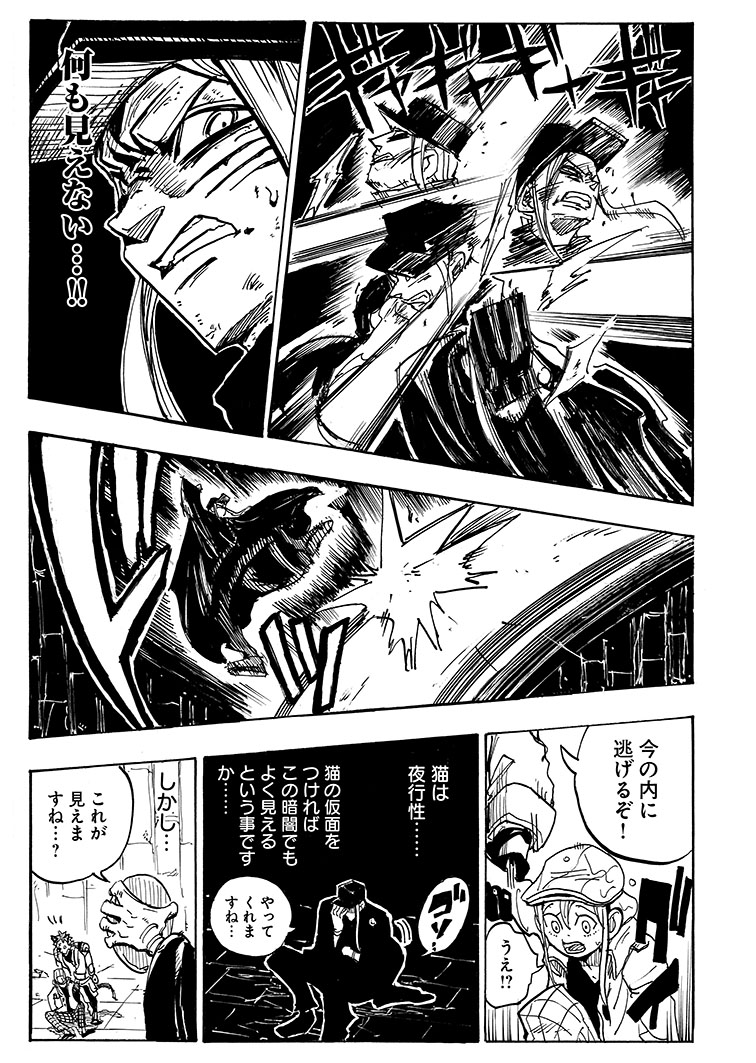 ギャギャギャギャ
何も見えない…!!
今の内に
逃げるぞ!
うえ!?
猫は
夜行性……
猫の仮面を
つければ
この暗闇でも
よく見える
という事です
か……
やって
くれま
すね…
しかし…
これが
見えま
すね…?